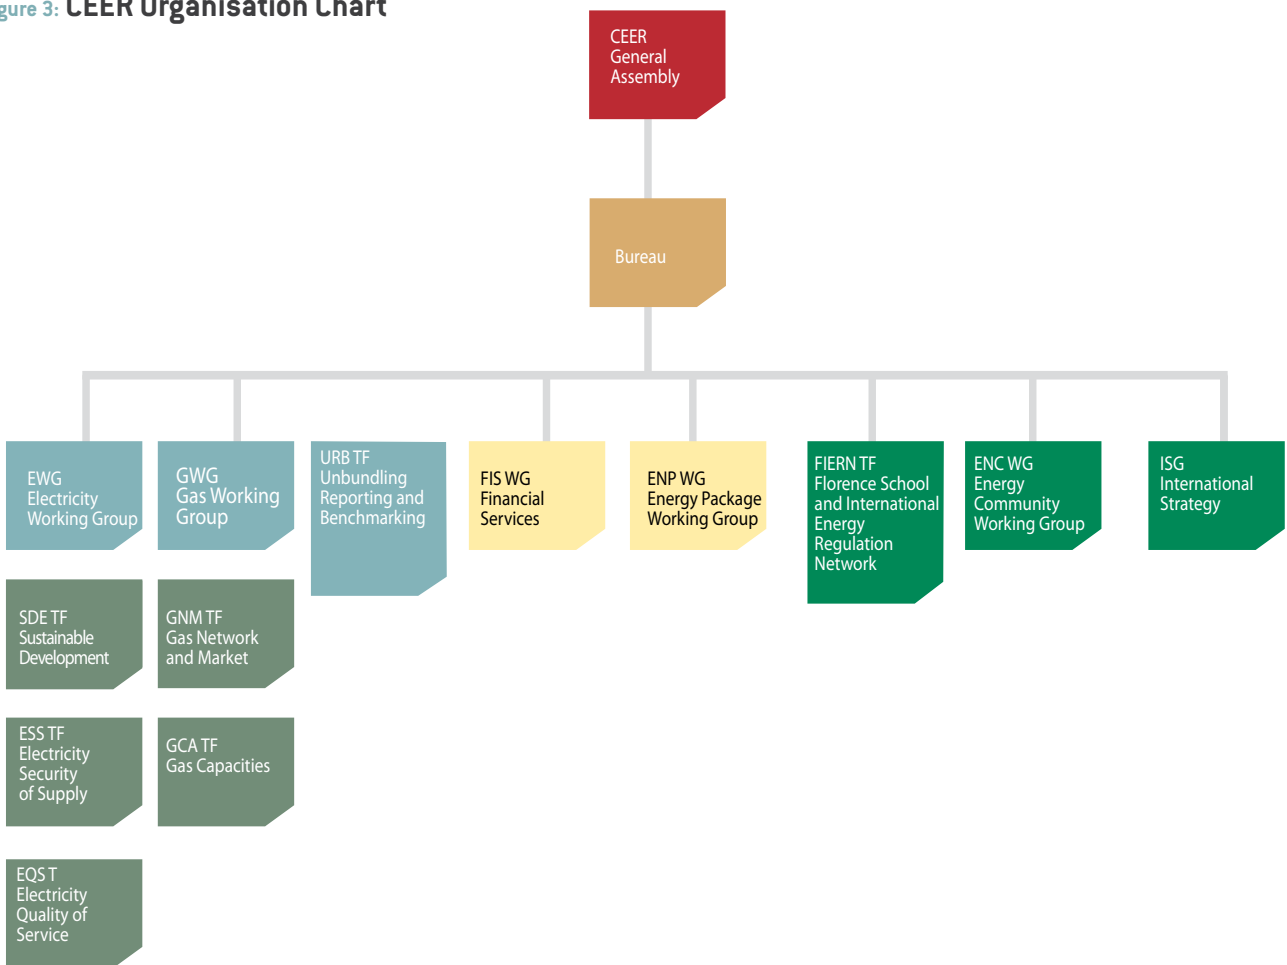 gure 3: CEER Organisation Chart
CEER
General
Assembly
Bureau
EWG
Electricity
Working Group
GWG
Gas Working
Group
URB TF
Unbundling
Reporting and
Benchmarking
FIS WG
Financial
Services
ENP WG
Energy Package
Working Group
FIERN TF
Florence School
and International
Energy
Regulation
Network
ENC WG
Energy
Community
Working Group
ISG
International
Strategy
SDE TF
Sustainable
Development
GNM TF
Gas Network
and Market
ESS TF
Electricity
Security
of Supply
GCA TF
Gas Capacities
EQS T
Electricity
Quality of
Service